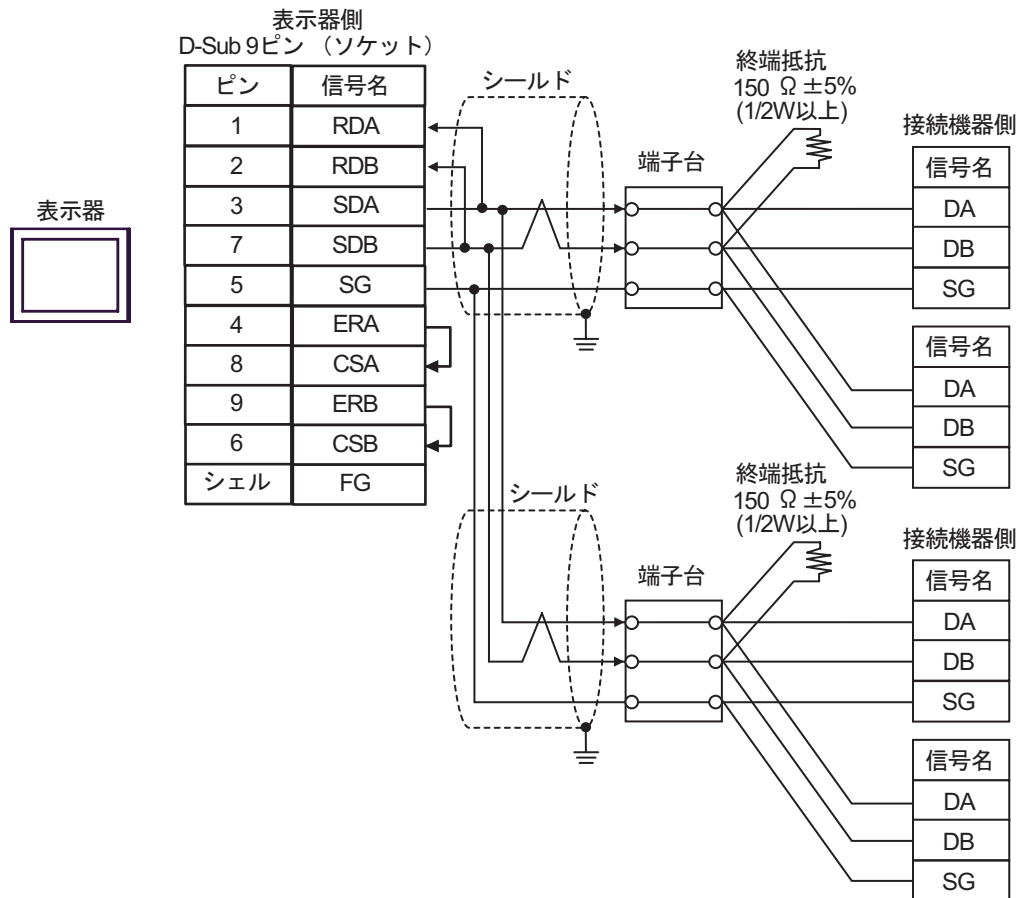 表示器側
D-Sub 9ピン （ソケット）
ピン 信号名
1 RDA
2 RDB
3 SDA
7 SDB
5 SG
4 ERA
8 CSA
9 ERB
6 CSB
シェル FG
表示器
シールド
端子台
終端抵抗
150 Ω ±5%
(1/2W以上)
接続機器側
信号名
DA
DB
SG
信号名
DA
DB
SG
シールド
端子台
終端抵抗
150 Ω ±5%
(1/2W以上)
接続機器側
信号名
DA
DB
SG
信号名
DA
DB
SG